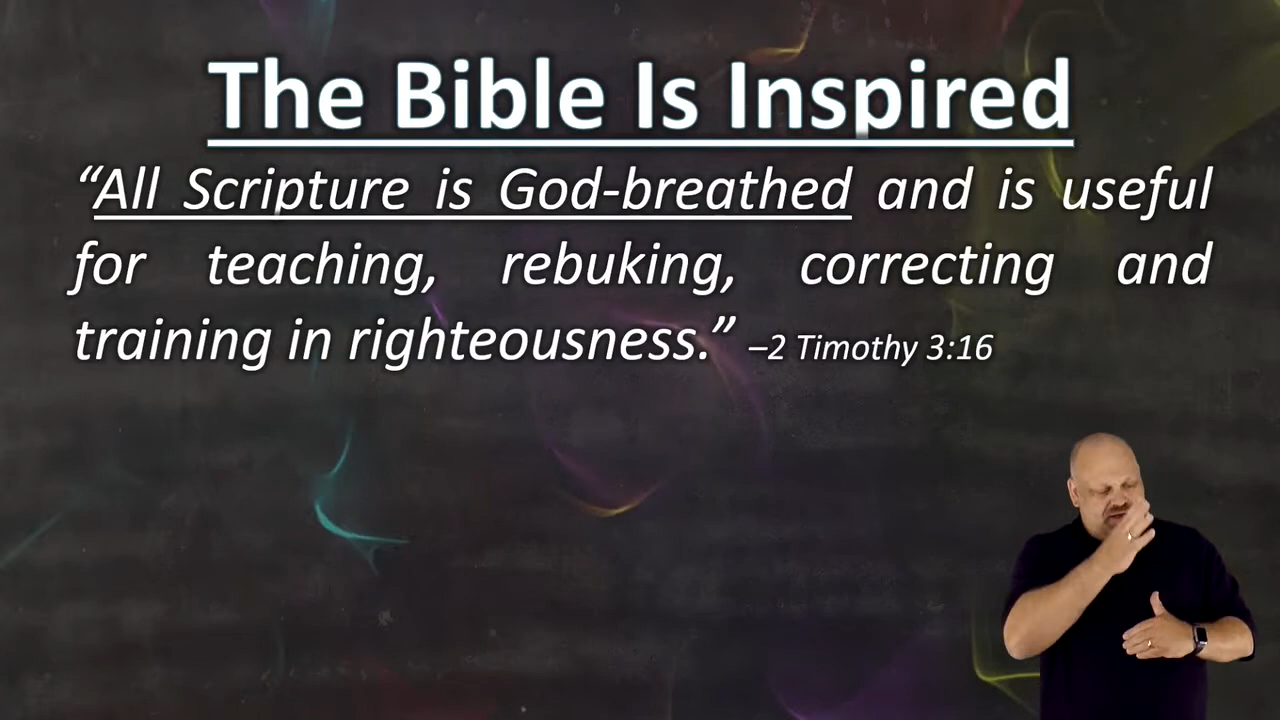 The Bible Is Inspired
“All Scripture is God-breathed and is useful
for teaching, rebuking, correcting and
training in righteousness.” –2 Timothy 3:16